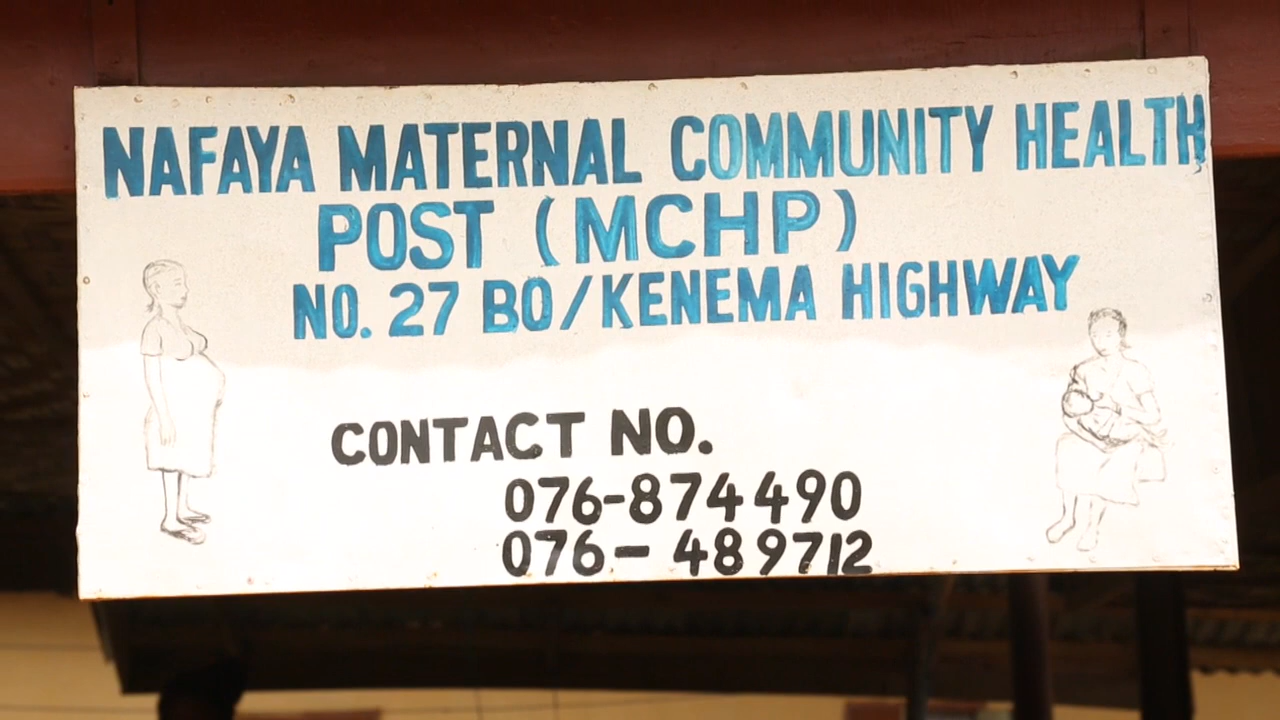 NAFAYA MATERNAL COMMUNITY HEALTH
POST (MCHP)
NO. 27 BO/KENEMA HIGHWAY
CONTACT NO.
076-874490
076-489712